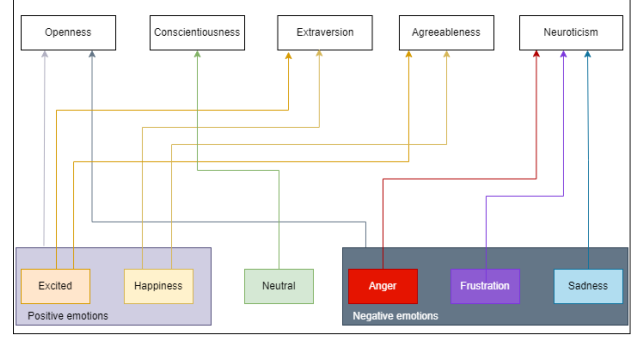 Openness
Conscientiousness
Extraversion
Agreeableness
Neuroticism
Excited
Happiness
Neutral
Anger
Frustration
Sadness
Positive emotions
Negative emotions